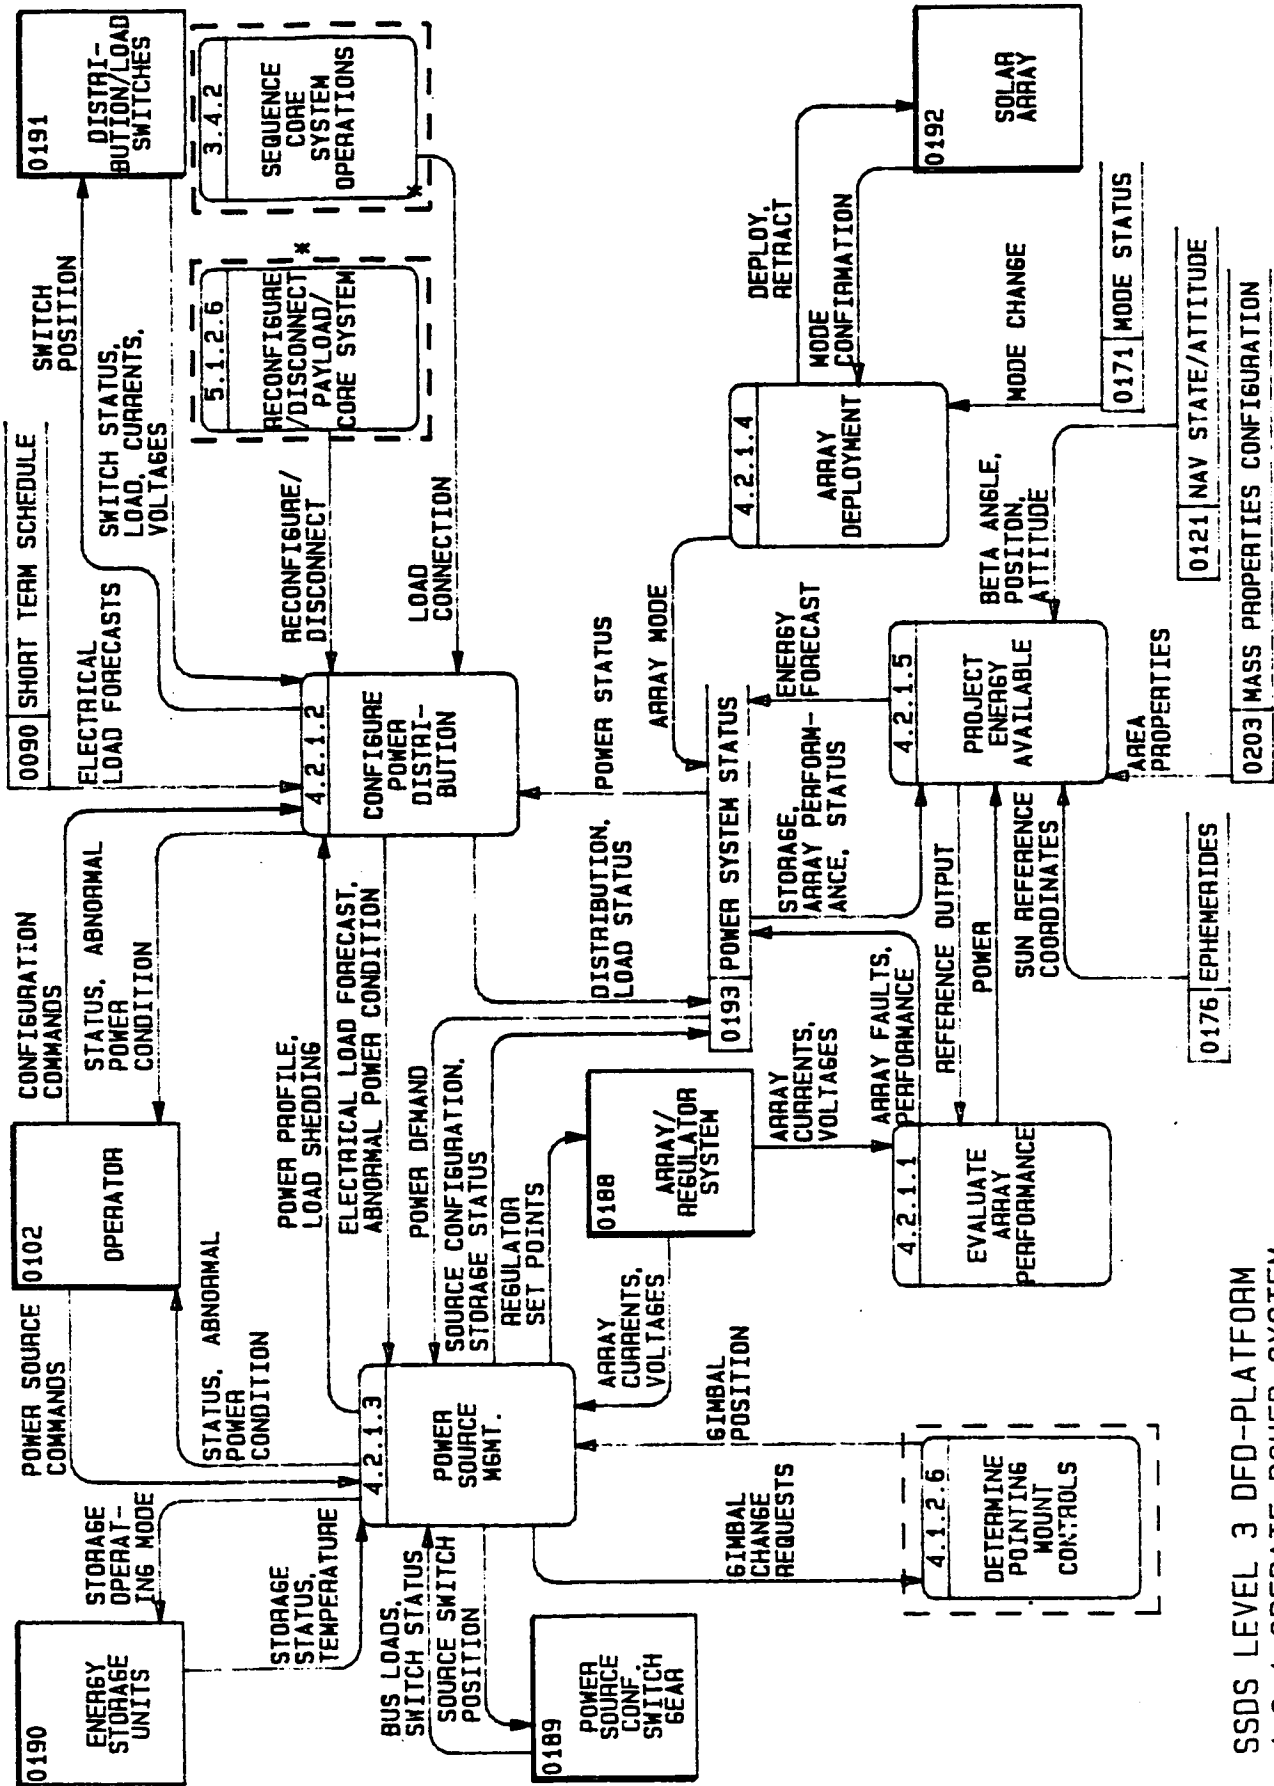 0190
ENERGY
STORAGE
UNITS
STORAGE
OPERAT-
ING MODE
STORAGE
STATUS,
TEMPERATURE
POWER SOURCE
COMMANDS
STATUS, ABNORMAL
POWER
CONDITION
0102
OPERATOR
CONFIGURATION
COMMANDS
STATUS, ABNORMAL
POWER
CONDITION
0090 SHORT TERM SCHEDULE
ELECTRICAL
LOAD FORECASTS
SWITCH
POSITION
SWITCH STATUS,
LOAD, CURRENTS,
VOLTAGES
0191
DISTRI-
BUTION/LOAD
SWITCHES
3.4.2
SEQUENCE
CORE
SYSTEM
OPERATIONS
*
5.1.2.6
RECONFIGURE
/DISCONNECT
PAYLOAD/
CORE SYSTEM
*
RECONFIGURE/
DISCONNECT
LOAD
CONNECTION
4.2.1.2
CONFIGURE
POWER
DISTRI-
BUTION
POWER PROFILE,
LOAD SHEDDING
ELECTRICAL LOAD FORECAST,
ABNORMAL POWER CONDITION
4.2.1.3
POWER
SOURCE
MGMT.
BUS LOADS,
SWITCH STATUS
SOURCE SWITCH
POSITION
0189
POWER
SOURCE
CONF.
SWITCH
GEAR
POWER DEMAND
SOURCE CONFIGURATION,
STORAGE STATUS
REGULATOR
SET POINTS
ARRAY
CURRENTS,
VOLTAGES
0188
ARRAY/
REGULATOR
SYSTEM
DISTRIBUTION,
LOAD STATUS
POWER STATUS
ARRAY MODE
0193 POWER SYSTEM STATUS
GIMBAL
CHANGE
REQUESTS
GIMBAL
POSITION
4.1.2.6
DETERMINE
POINTING
MOUNT
CONTROLS
ARRAY
CURRENTS,
VOLTAGES
ARRAY FAULTS,
PERFORMANCE
STORAGE,
ARRAY PERFORM-
ANCE, STATUS
ENERGY
FORECAST
4.2.1.1
EVALUATE
ARRAY
PERFORMANCE
REFERENCE OUTPUT
POWER
SUN REFERENCE
COORDINATES
4.2.1.5
PROJECT
ENERGY
AVAILABLE
AREA
PROPERTIES
BETA ANGLE,
POSITON,
ATTITUDE
4.2.1.4
ARRAY
DEPLOYMENT
DEPLOY,
RETRACT
MODE
CONFIRMATION
0192
SOLAR
ARRAY
MODE CHANGE
0171 MODE STATUS
0121 NAV STATE/ATTITUDE
0203 MASS PROPERTIES CONFIGURATION
0176 EPHEMERIDES
SSDS LEVEL 3 DFD-PLATFORM
4.2.1 OPERATE POWER SYSTEM